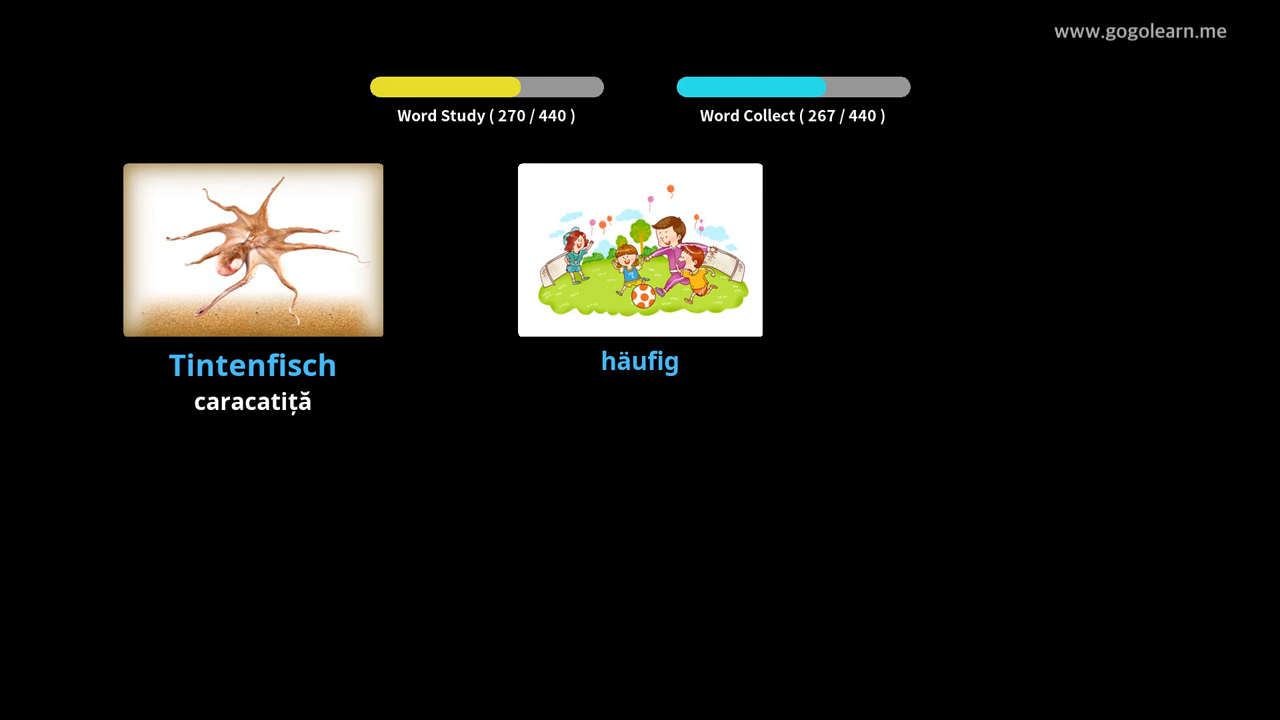 www.gogolearn.me
Word Study ( 270 / 440 )
Word Collect ( 267 / 440 )
Tintenfisch
caracatiță
häufig